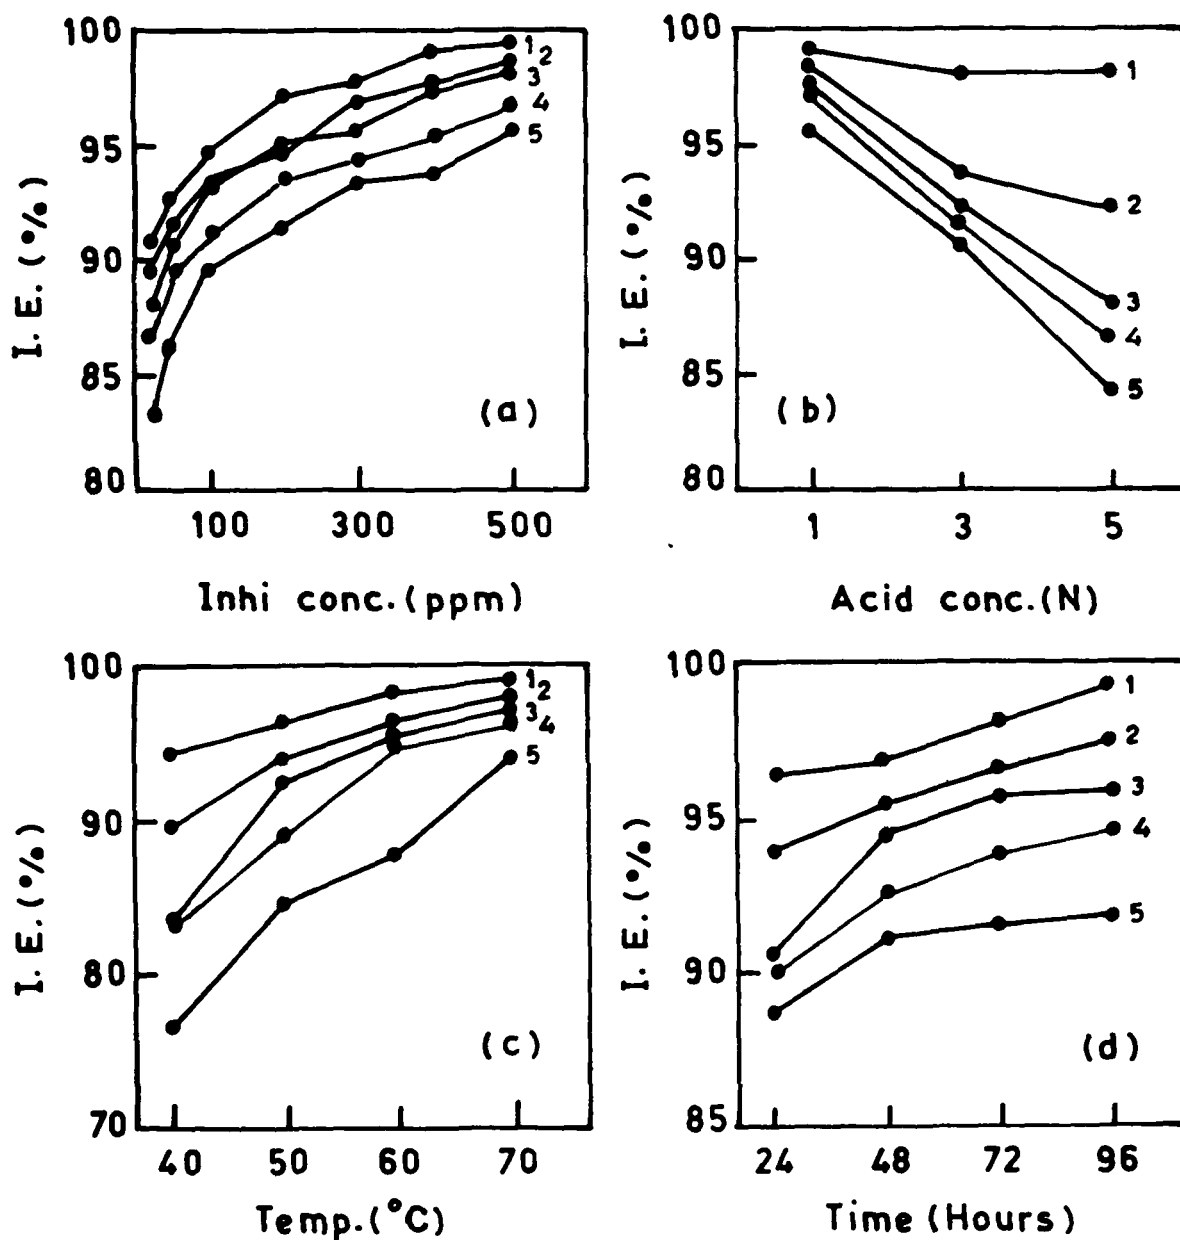 100
95
90
85
80
I. E. (%)
1 2
3
4
5
(a)
100 300 500
Inhi conc. (ppm)
100
95
90
85
80
I. E. (%)
1
2
3
4
5
(b)
1 3 5
Acid conc. (N)
100
90
80
70
I. E. (%)
1 2
3 4
5
(c)
40 50 60 70
Temp. (°C)
100
95
90
85
I. E. (%)
1
2
3
4
5
(d)
24 48 72 96
Time (Hours)